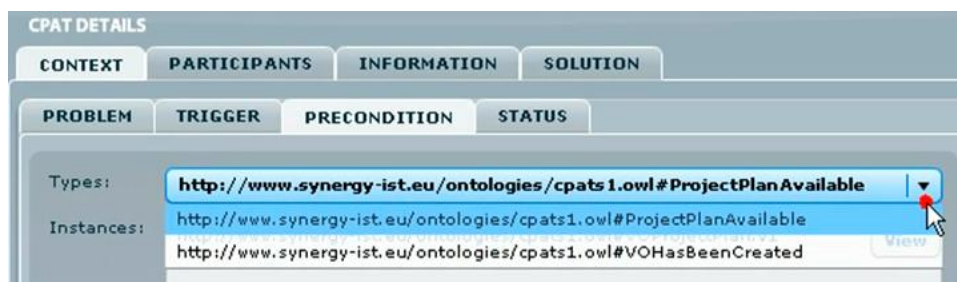 CPAT DETAILS
CONTEXT PARTICIPANTS INFORMATION SOLUTION
PROBLEM TRIGGER PRECONDITION STATUS
Types: http://www.synergy-ist.eu/ontologies/cpats1.owl#ProjectPlanAvailable
http://www.synergy-ist.eu/ontologies/cpats1.owl#ProjectPlanAvailable
Instances:
View
http://www.synergy-ist.eu/ontologies/cpats1.owl#VOHasBeenCreated